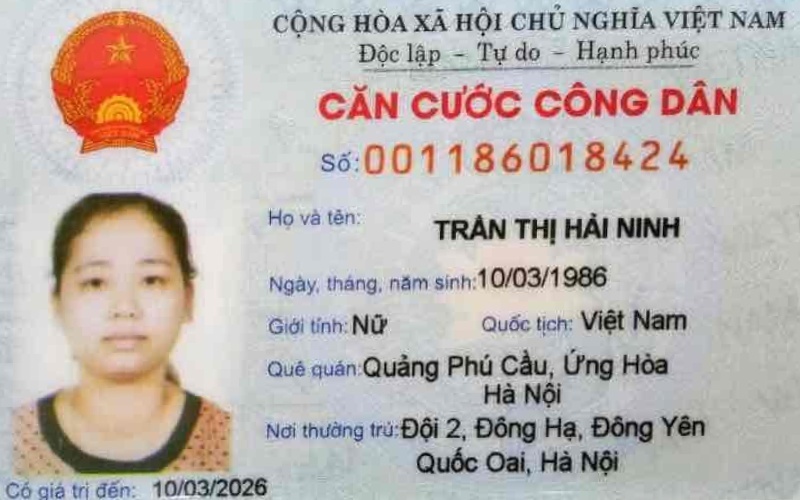 CỘNG HÒA XÃ HỘI CHỦ NGHĨA VIỆT NAM
Độc lập - Tự do - Hạnh phúc
CĂN CƯỚC CÔNG DÂN
Số: 001186018424
Họ và tên: TRẦN THỊ HẢI NINH
Ngày, tháng, năm sinh: 10/03/1986
Giới tính: Nữ Quốc tịch: Việt Nam
Quê quán: Quảng Phú Cầu, Ứng Hòa
Hà Nội
Nơi thường trú: Đội 2, Đông Hạ, Đông Yên
Quốc Oai, Hà Nội
Có giá trị đến: 10/03/2026